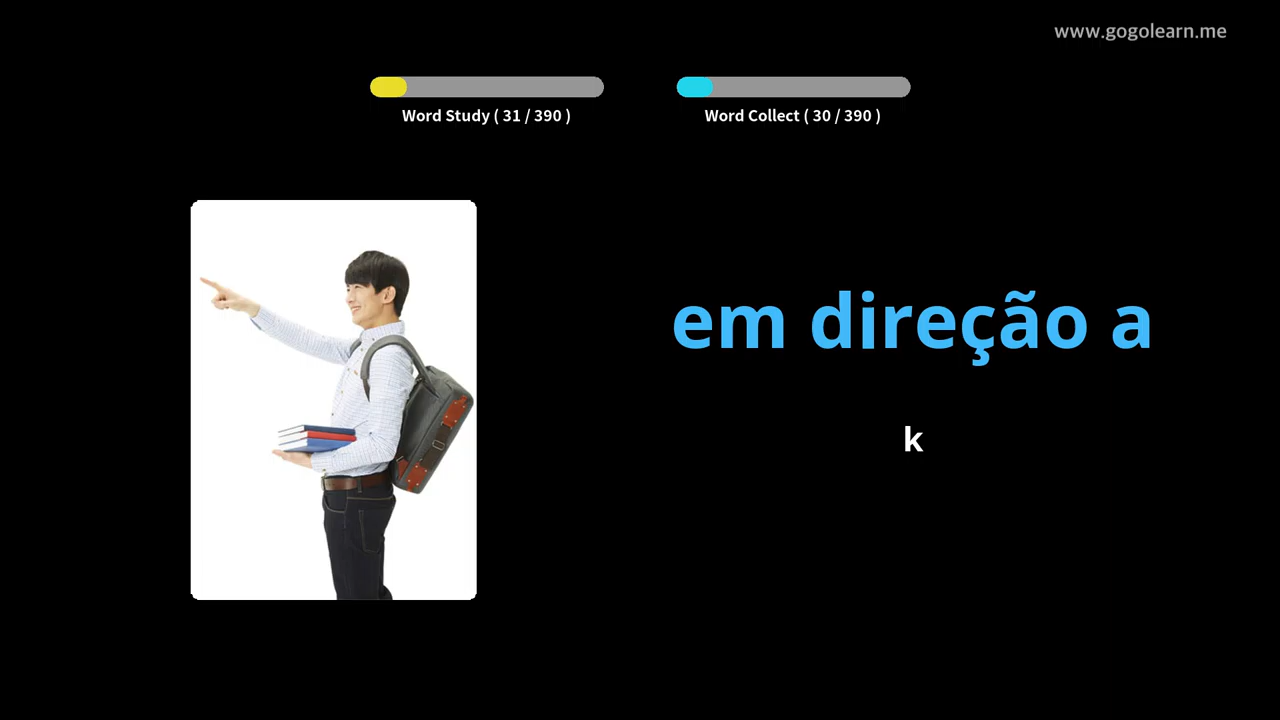 www.gogolearn.me
Word Study ( 31 / 390 )
Word Collect ( 30 / 390 )
em direção a
k